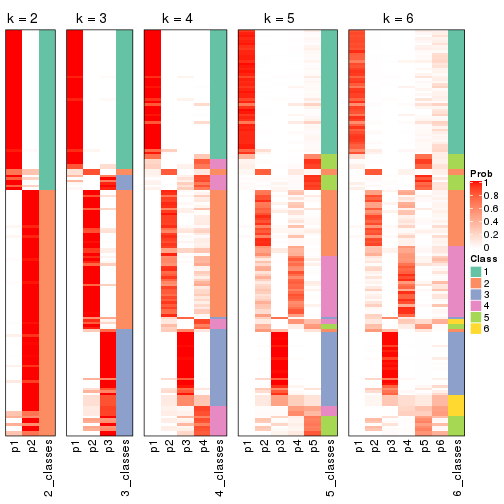 k = 2
k = 3
k = 4
k = 5
k = 6
p1
p2
2_classes
p1
p2
p3
3_classes
p1
p2
p3
p4
4_classes
p1
p2
p3
p4
p5
5_classes
p1
p2
p3
p4
p5
p6
6_classes
Prob
1
0.8
0.6
0.4
0.2
0
Class
1
2
3
4
5
6